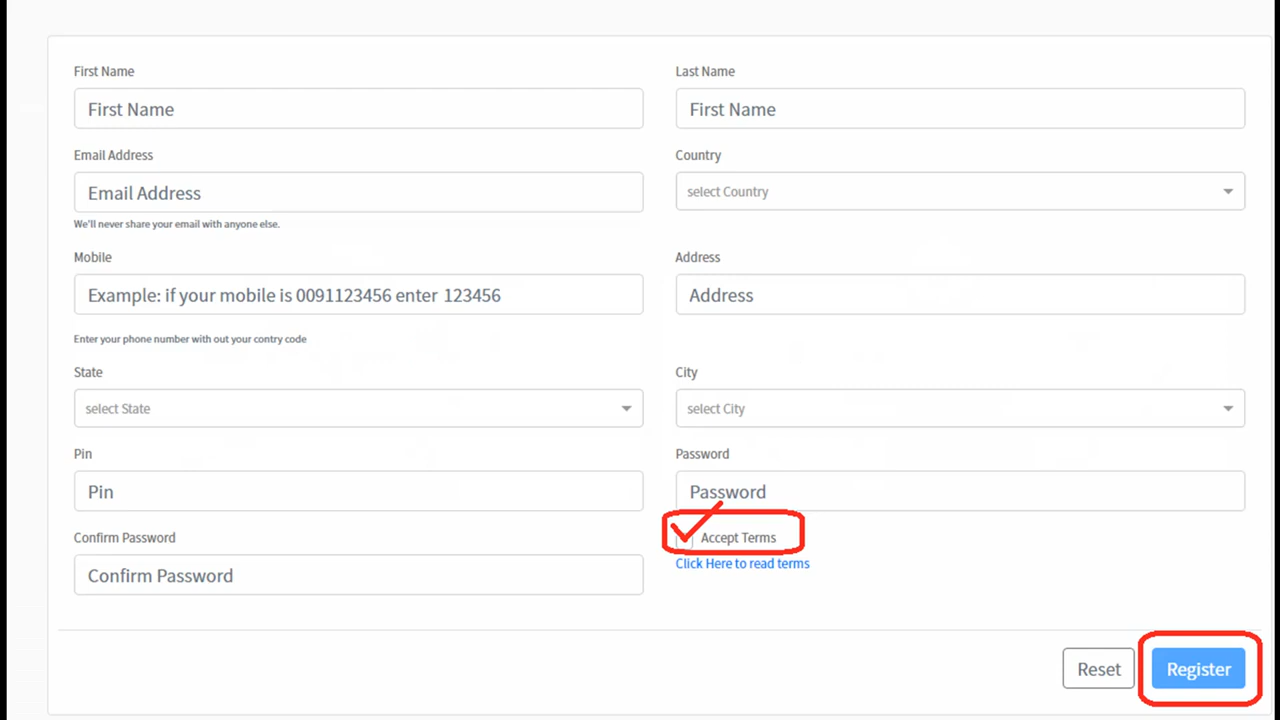 First Name
Last Name
First Name
First Name
Email Address
Country
Email Address
select Country
We'll never share your email with anyone else.
Mobile
Address
Example: if your mobile is 0091123456 enter 123456
Address
Enter your phone number with out your contry code
State
City
select State
select City
Pin
Password
Pin
Password
Confirm Password
Accept Terms
Confirm Password
Click Here to read terms
Reset
Register